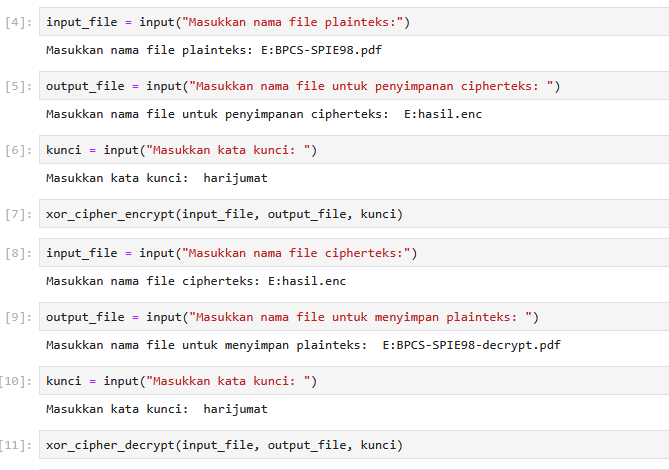 [4]: input_file = input("Masukkan nama file plainteks:")
Masukkan nama file plainteks: E:BPCS-SPIE98.pdf
[5]: output_file = input("Masukkan nama file untuk penyimpanan cipherteks: ")
Masukkan nama file untuk penyimpanan cipherteks:  E:hasil.enc
[6]: kunci = input("Masukkan kata kunci: ")
Masukkan kata kunci:  harijumat
[7]: xor_cipher_encrypt(input_file, output_file, kunci)
[8]: input_file = input("Masukkan nama file cipherteks:")
Masukkan nama file cipherteks: E:hasil.enc
[9]: output_file = input("Masukkan nama file untuk menyimpan plainteks: ")
Masukkan nama file untuk menyimpan plainteks:  E:BPCS-SPIE98-decrypt.pdf
[10]: kunci = input("Masukkan kata kunci: ")
Masukkan kata kunci:  harijumat
[11]: xor_cipher_decrypt(input_file, output_file, kunci)